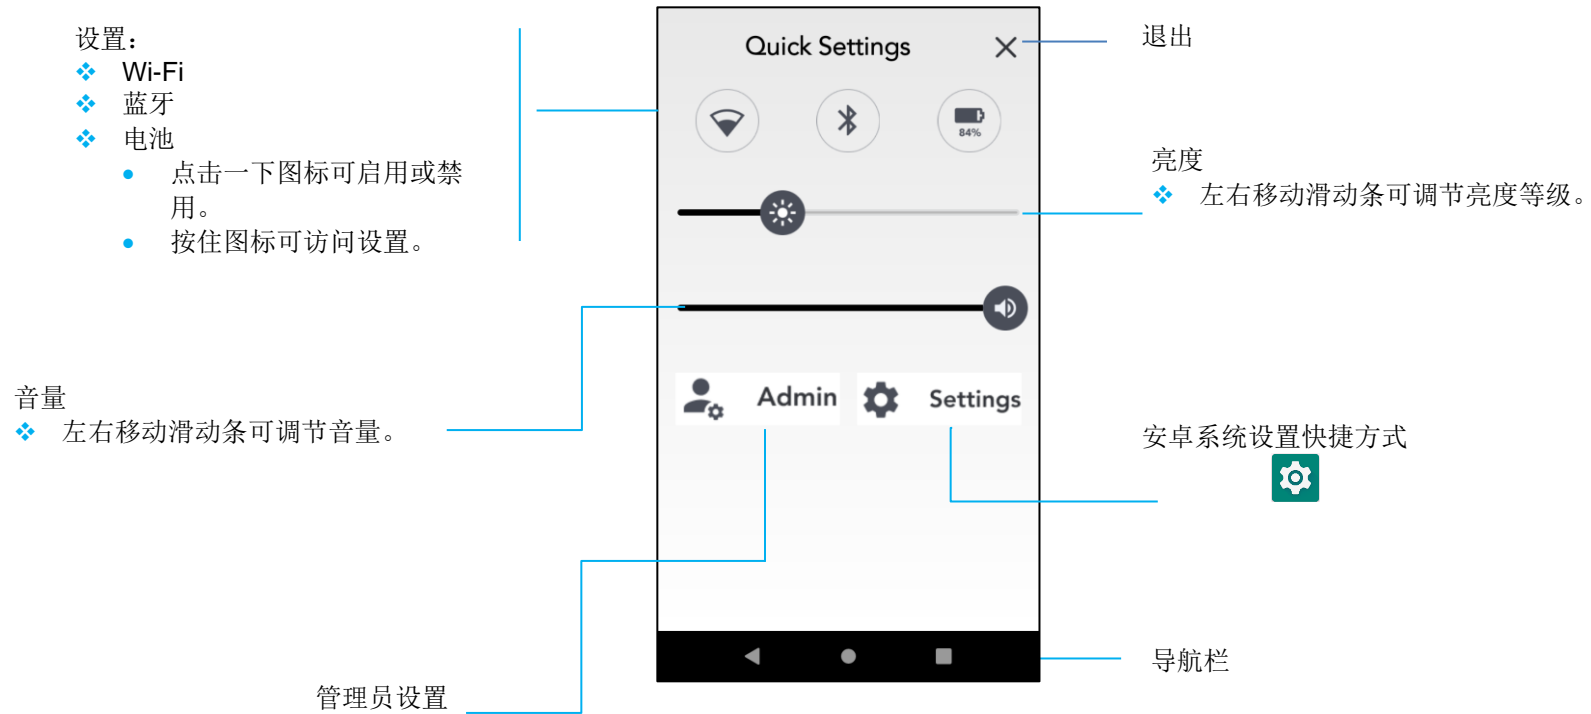 设置：
Wi-Fi
蓝牙
电池
点击一下图标可启用或禁
用。
按住图标可访问设置。
音量
左右移动滑动条可调节音量。
管理员设置
Quick Settings
84%
Admin
Settings
退出
亮度
左右移动滑动条可调节亮度等级。
安卓系统设置快捷方式
导航栏